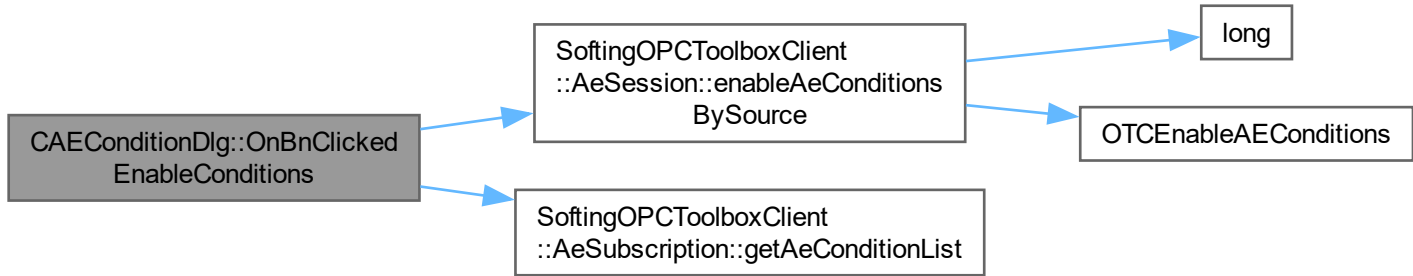 CAEConditionDlg::OnBnClicked
EnableConditions
SoftingOPCToolboxClient
::AeSession::enableAeConditions
BySource
long
OTCEnableAEConditions
SoftingOPCToolboxClient
::AeSubscription::getAeConditionList